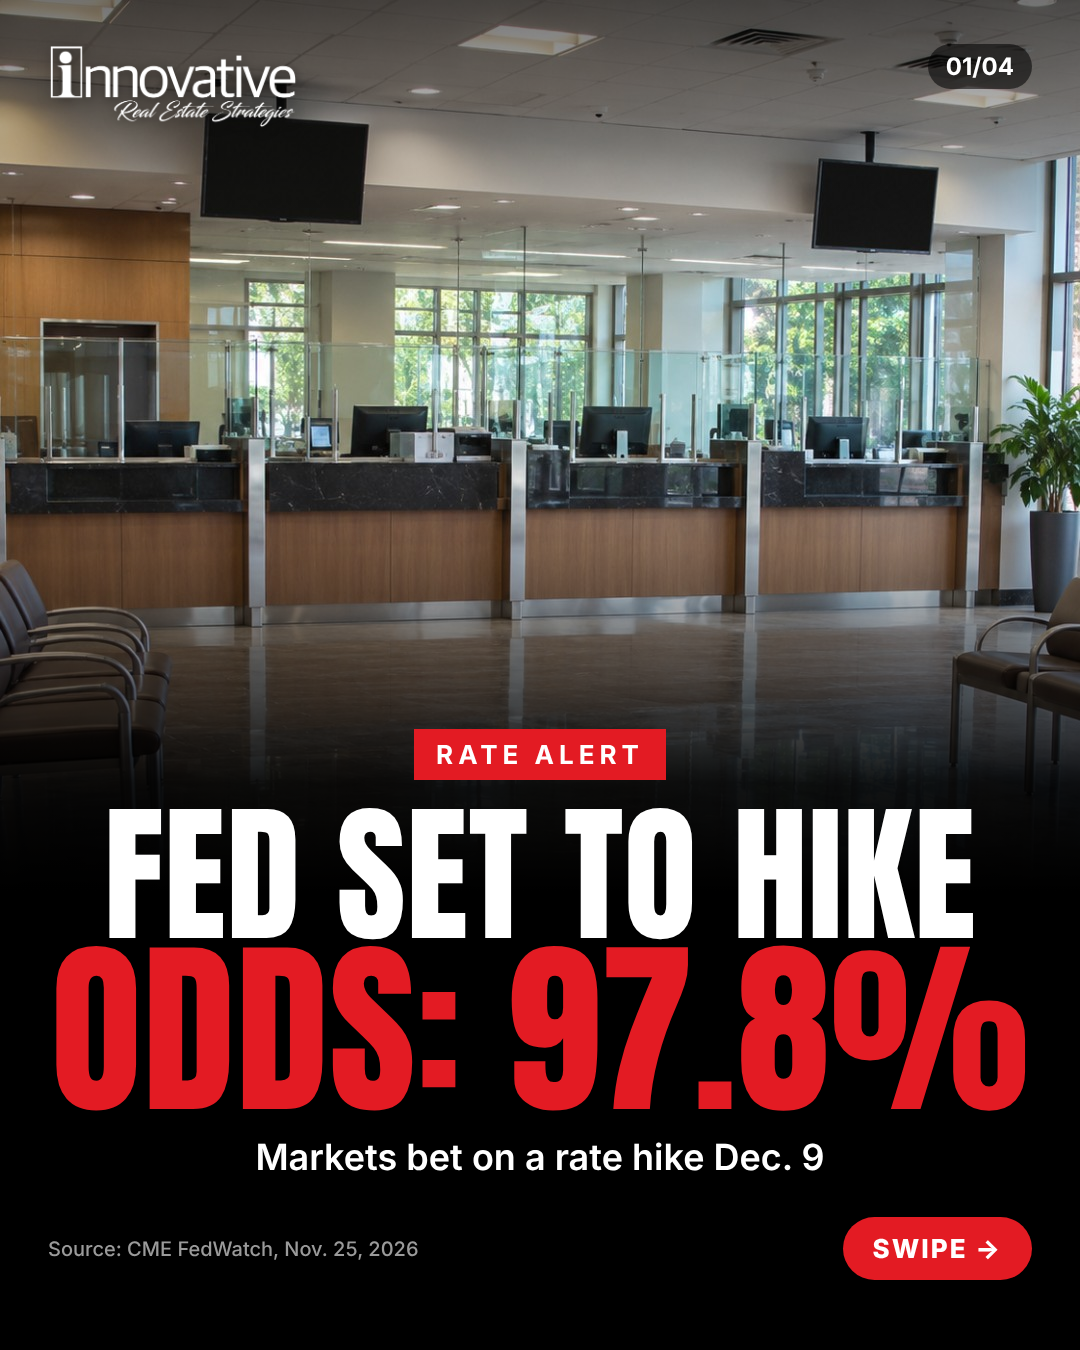 innovative
Real Estate Strategies
01/04
RATE ALERT
FED SET TO HIKE
ODDS: 97.8%
Markets bet on a rate hike Dec. 9
Source: CME FedWatch, Nov. 25, 2026
SWIPE →